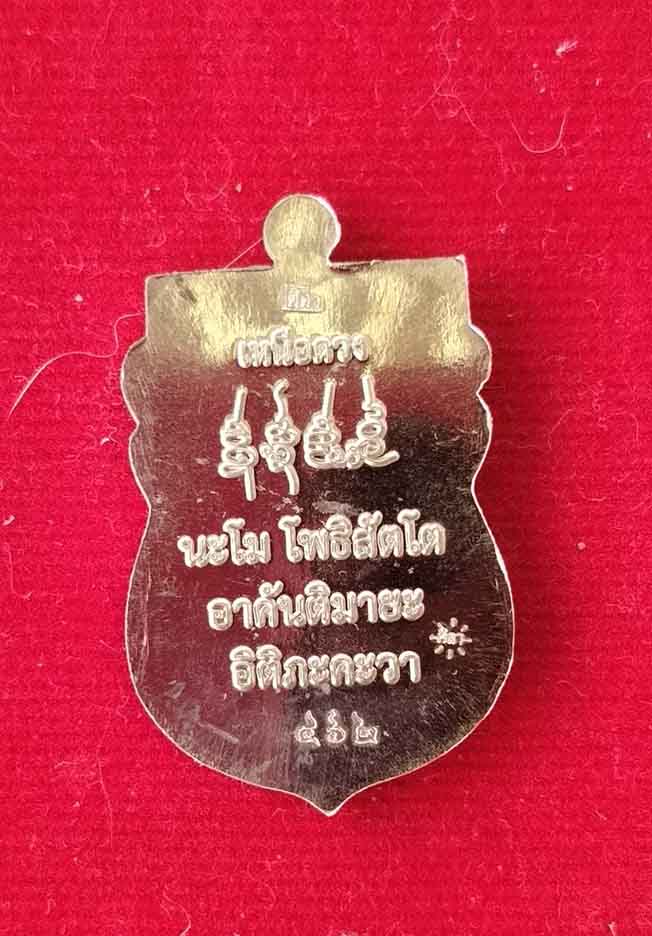 เหนือดวง
นะโม โพธิสัตโต
อาคันติมายะ
อิติภะคะวา
๕๖๒